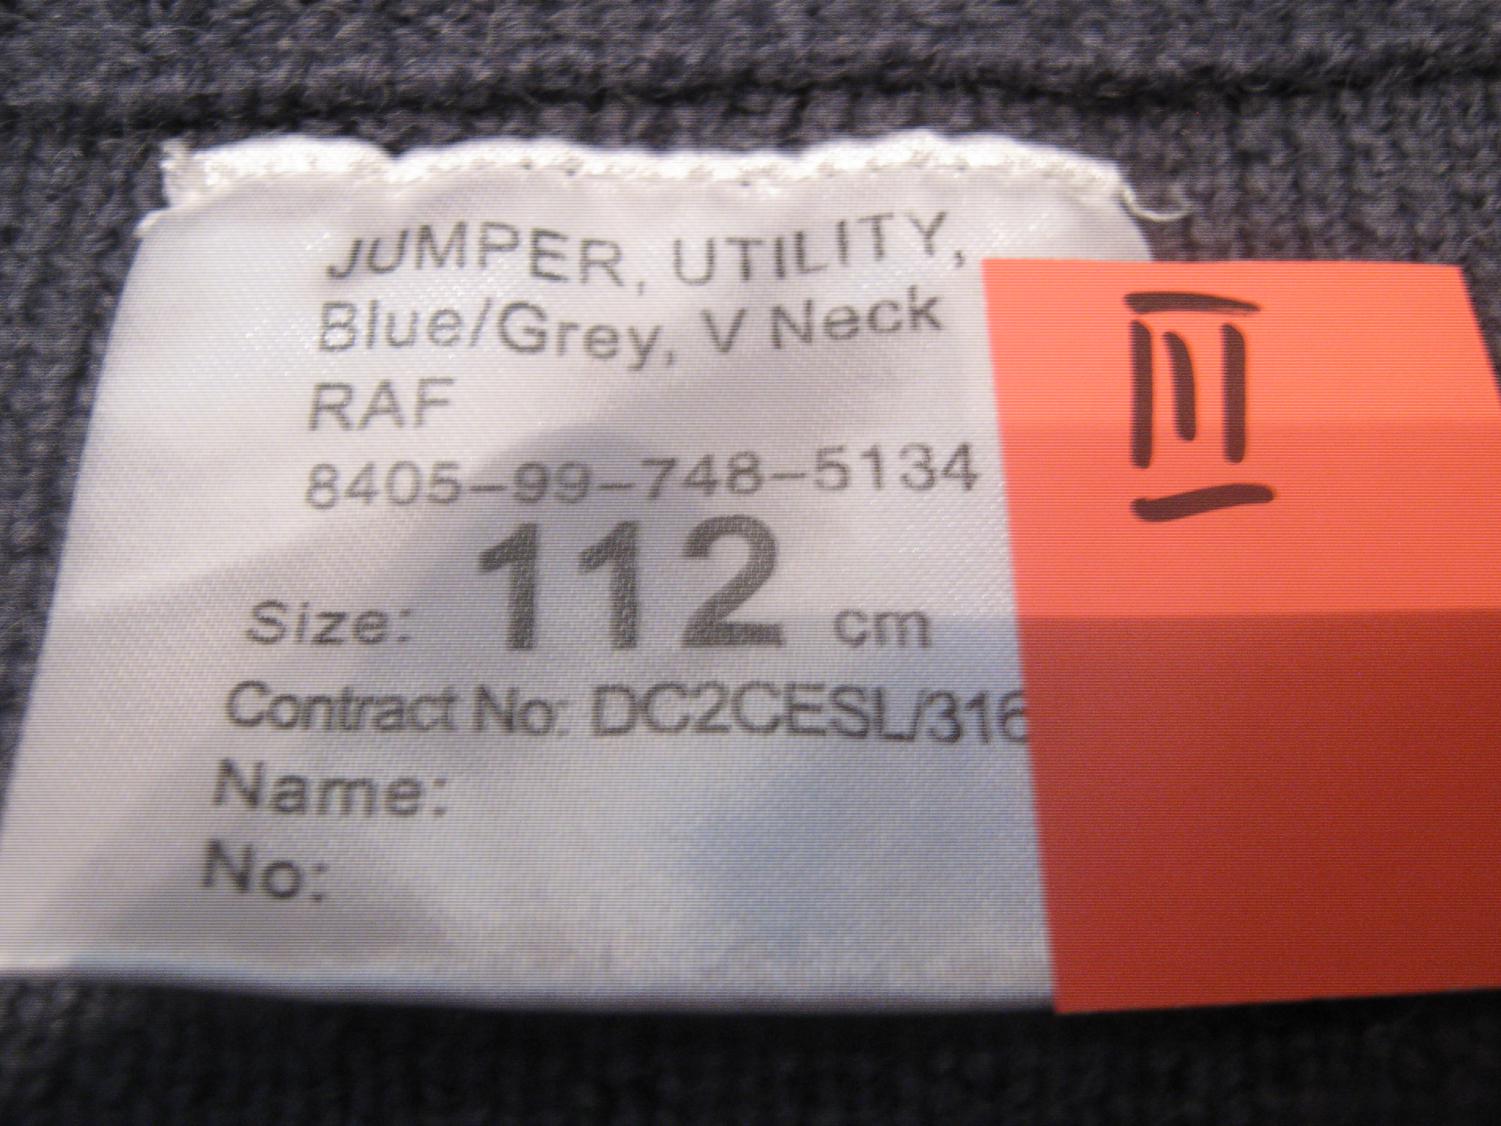 JUMPER, UTILITY,
Blue/Grey, V Neck
RAF
8405-99-748-5134
Size: 112 cm
Contract No: DC2CESL/316
Name:
No:
III